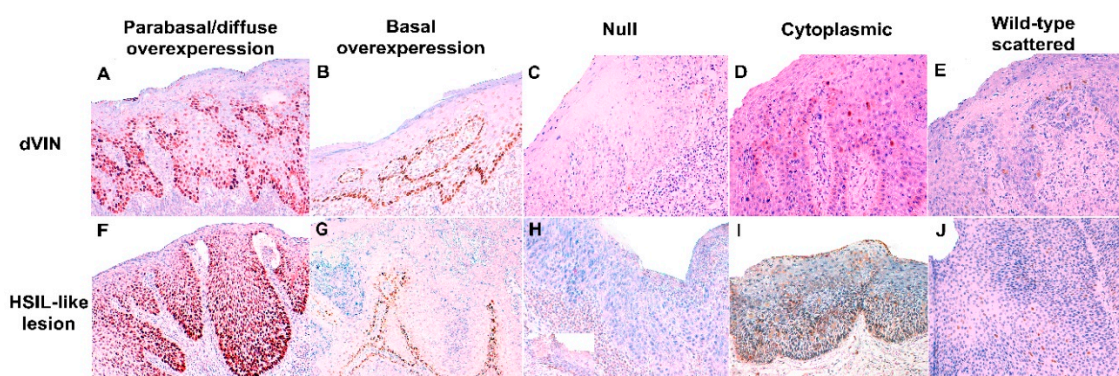 Parabasal/diffuse
overexperession
Basal
overexperession
Null
Cytoplasmic
Wild-type
scattered
A
B
C
D
E
dVIN
F
G
H
I
J
HSIL-like
lesion